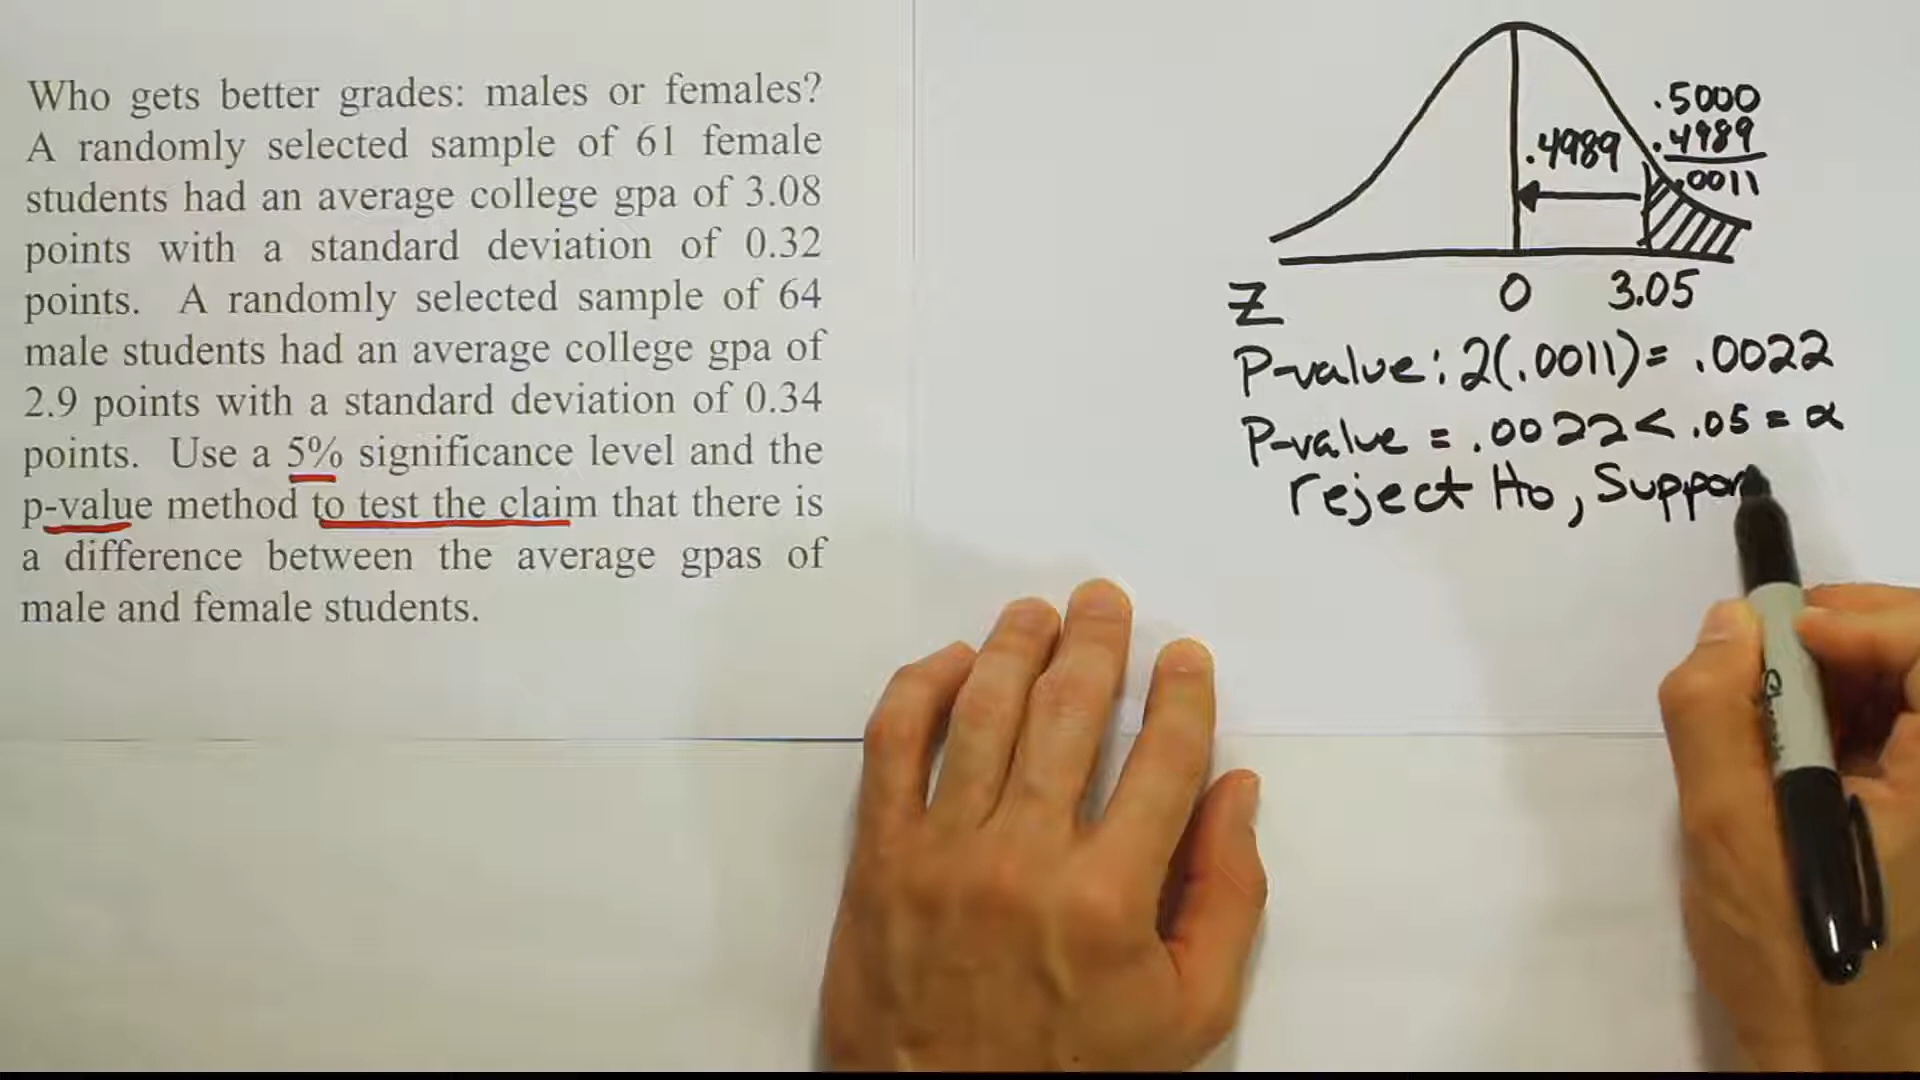 Who gets better grades: males or females?
A randomly selected sample of 61 female
students had an average college gpa of 3.08
points with a standard deviation of 0.32
points. A randomly selected sample of 64
male students had an average college gpa of
2.9 points with a standard deviation of 0.34
points. Use a 5% significance level and the
p-value method to test the claim that there is
a difference between the average gpas of
male and female students.
.5000
.4989
.0011
.4989
Z 0 3.05
P-value: 2(.0011) = .0022
P-value = .0022 < .05 = α
reject Ho, Suppor